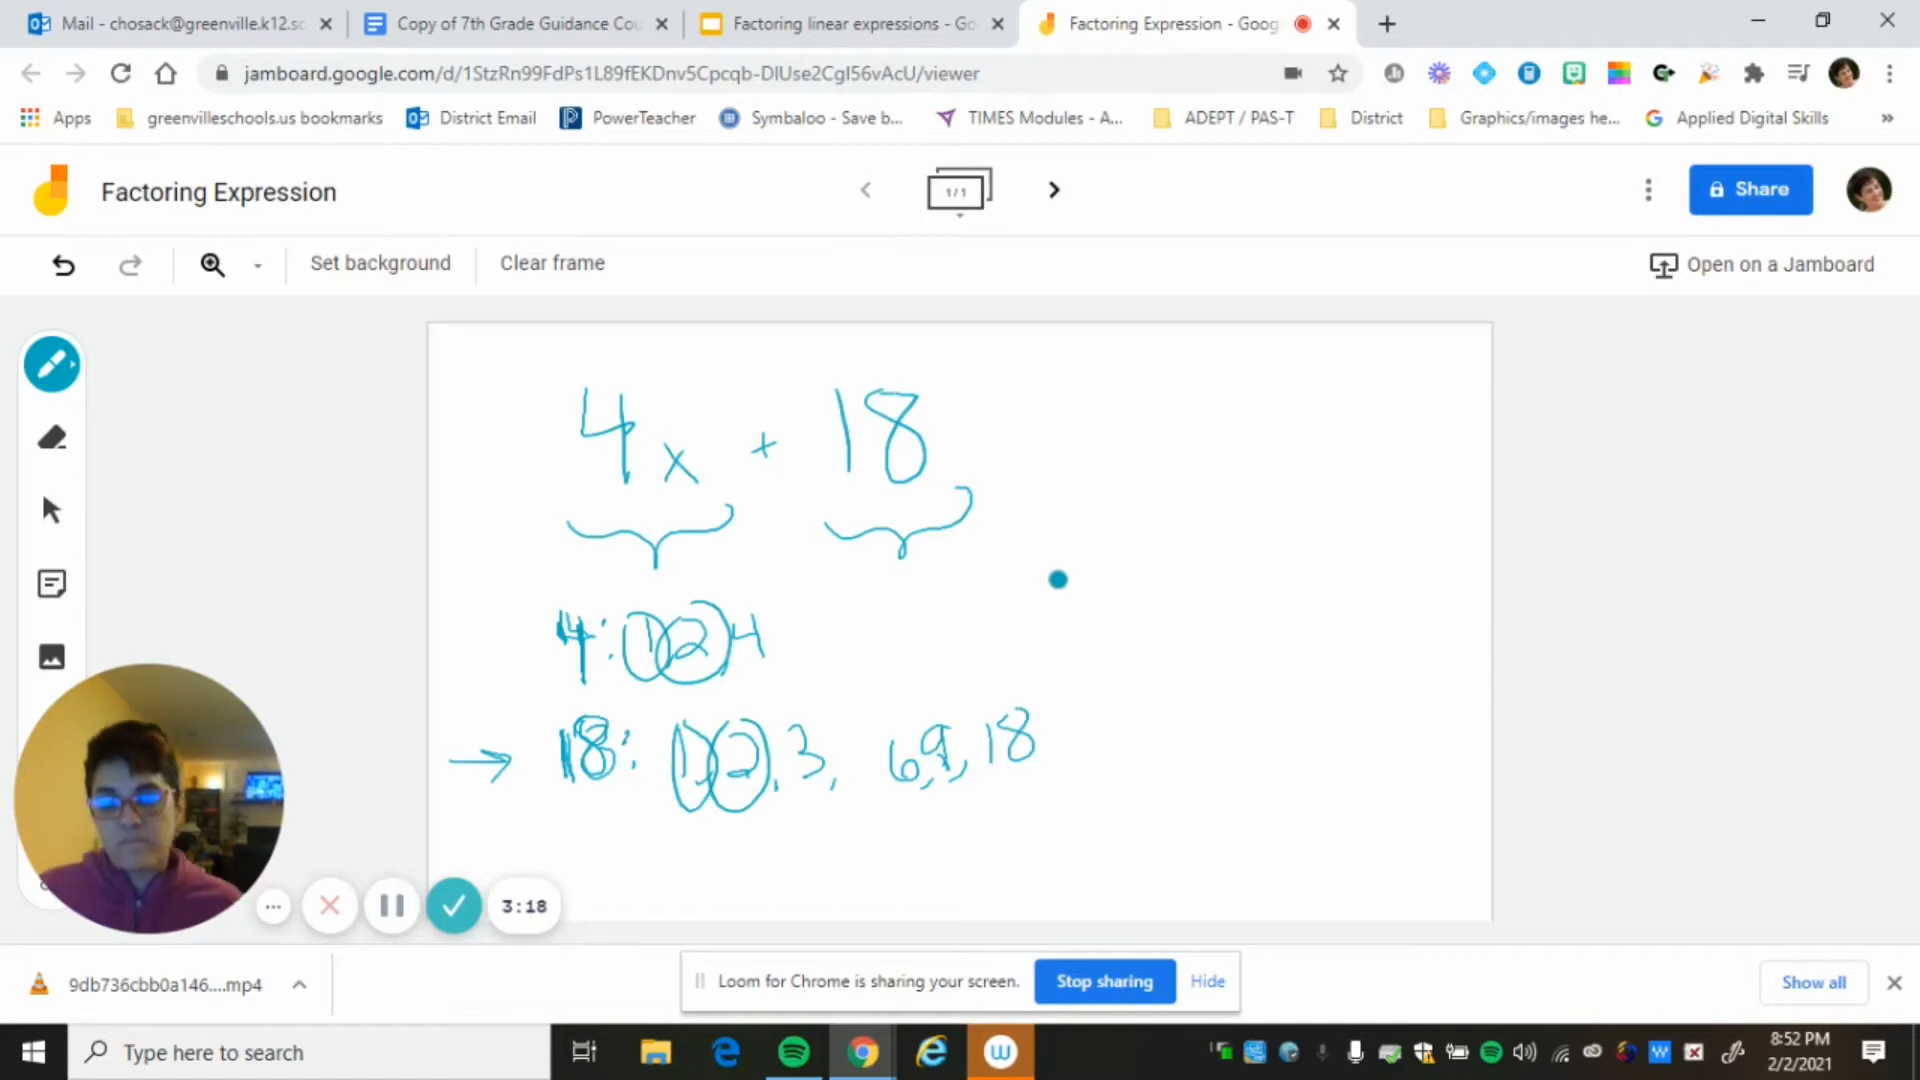 Mail - chosack@greenville.k12.sc
Copy of 7th Grade Guidance Cou
Factoring linear expressions - Go
Factoring Expression - Goog
jamboard.google.com/d/1StzRn99FdPs1L89fEKDnv5Cpcqb-DlUse2CgI56vAcU/viewer
Apps greenvilleschools.us bookmarks District Email PowerTeacher Symbaloo - Save b... TIMES Modules - A... ADEPT / PAS-T District Graphics/images he... Applied Digital Skills »
Factoring Expression
1/1
Share
Set background Clear frame
Open on a Jamboard
4x + 18
4: 1 2, 4
18: 1, 2, 3, 6, 9, 18
3:18
9db736cbb0a146....mp4
Loom for Chrome is sharing your screen. Stop sharing Hide
Show all
Type here to search
8:52 PM
2/2/2021